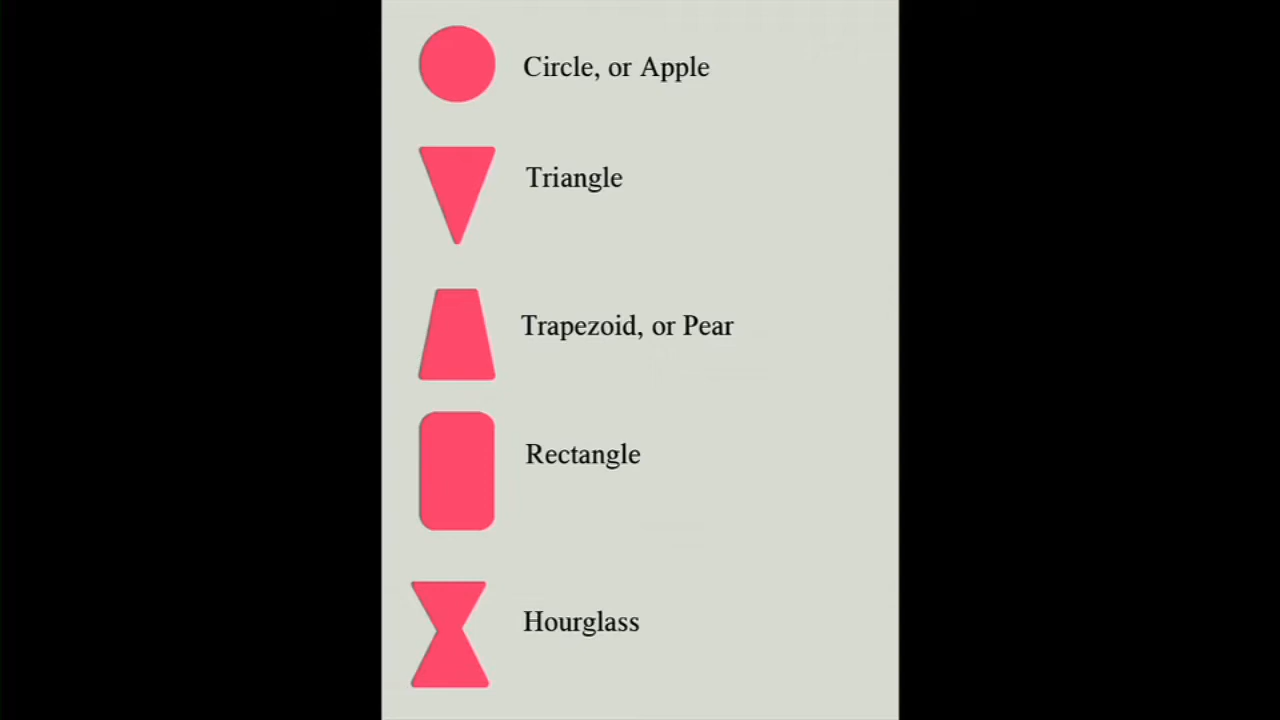 Circle, or Apple
Triangle
Trapezoid, or Pear
Rectangle
Hourglass